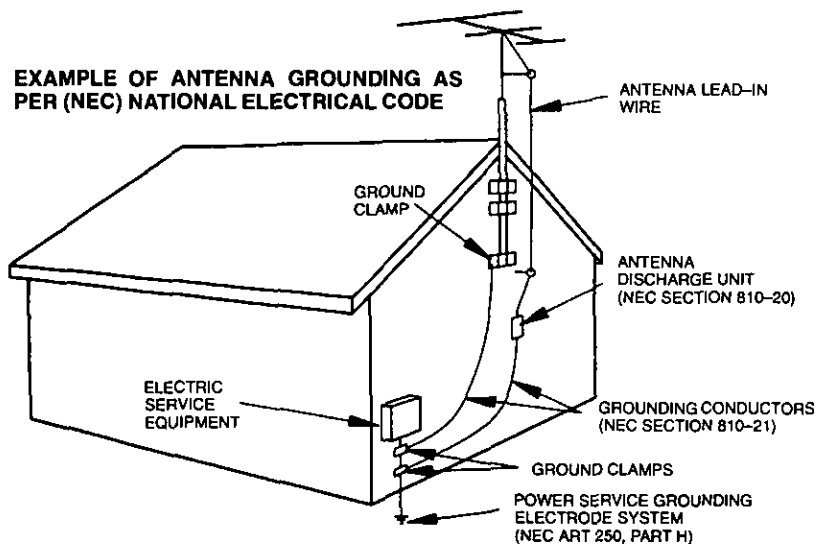 EXAMPLE OF ANTENNA GROUNDING AS
PER (NEC) NATIONAL ELECTRICAL CODE
ANTENNA LEAD–IN
WIRE
GROUND
CLAMP
ANTENNA
DISCHARGE UNIT
(NEC SECTION 810–20)
ELECTRIC
SERVICE
EQUIPMENT
GROUNDING CONDUCTORS
(NEC SECTION 810–21)
GROUND CLAMPS
POWER SERVICE GROUNDING
ELECTRODE SYSTEM
(NEC ART 250, PART H)